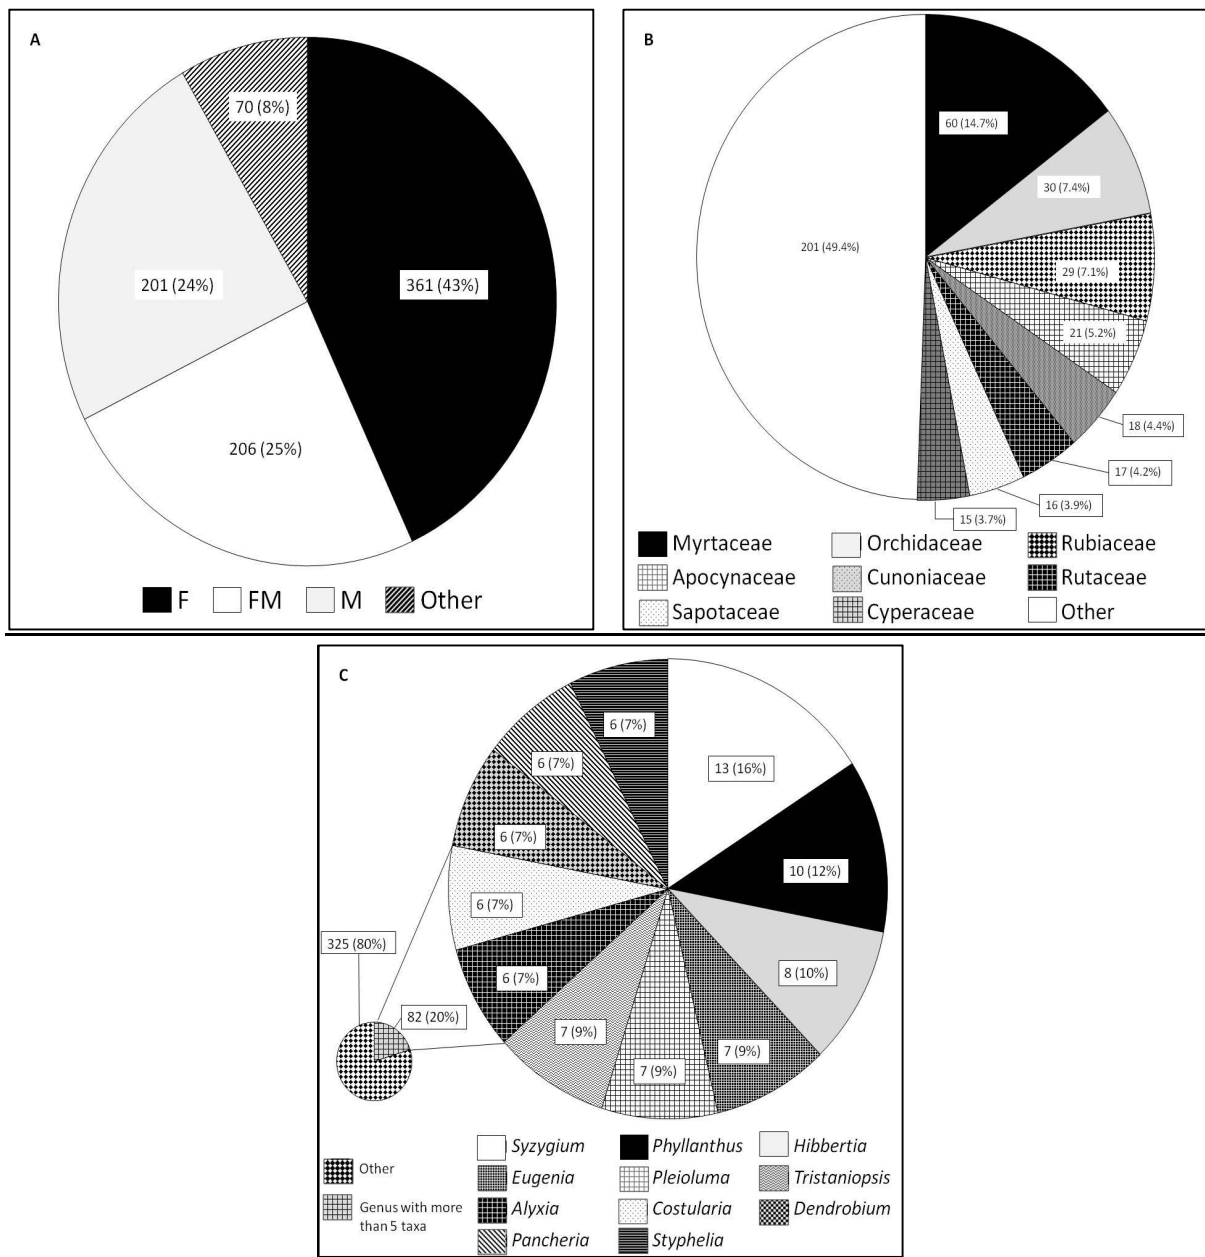 A
70 (8%)
361 (43%)
201 (24%)
206 (25%)
F FM M Other
B
60 (14.7%)
30 (7.4%)
201 (49.4%)
29 (7.1%)
21 (5.2%)
18 (4.4%)
17 (4.2%)
16 (3.9%)
15 (3.7%)
Myrtaceae Orchidaceae Rubiaceae
Apocynaceae Cunoniaceae Rutaceae
Sapotaceae Cyperaceae Other
C
6 (7%)
13 (16%)
6 (7%)
6 (7%)
10 (12%)
6 (7%)
325 (80%)
8 (10%)
6 (7%)
82 (20%)
7 (9%)
7 (9%)
7 (9%)
Other
Genus with more
than 5 taxa
Syzygium Phyllanthus Hibbertia
Eugenia Pleioluma Tristaniopsis
Alyxia Costularia Dendrobium
Pancheria Styphelia